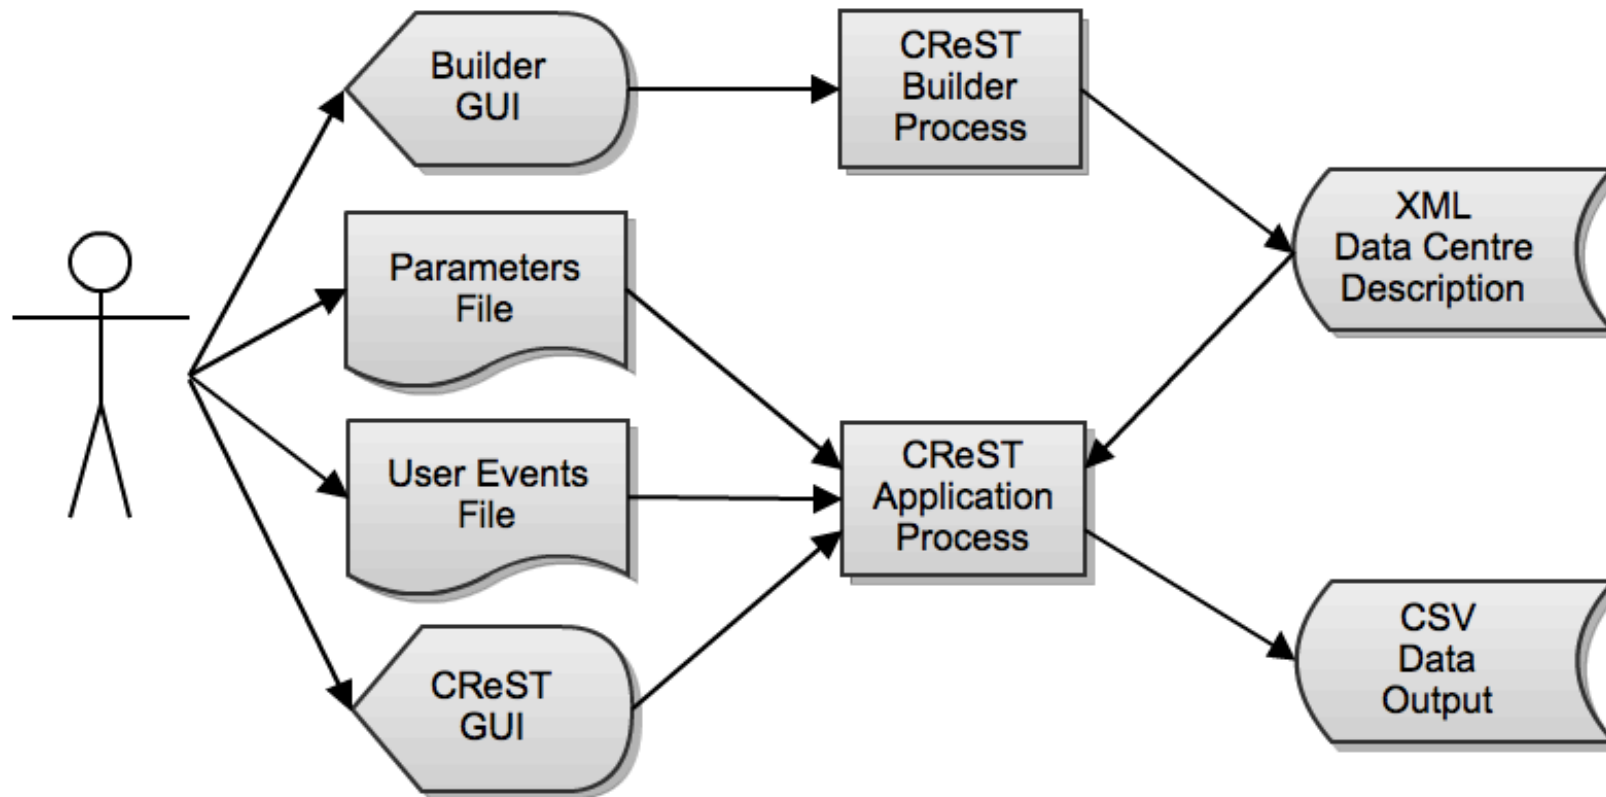 Builder
GUI
CReST
Builder
Process
XML
Data Centre
Description
Parameters
File
User Events
File
CReST
Application
Process
CReST
GUI
CSV
Data
Output